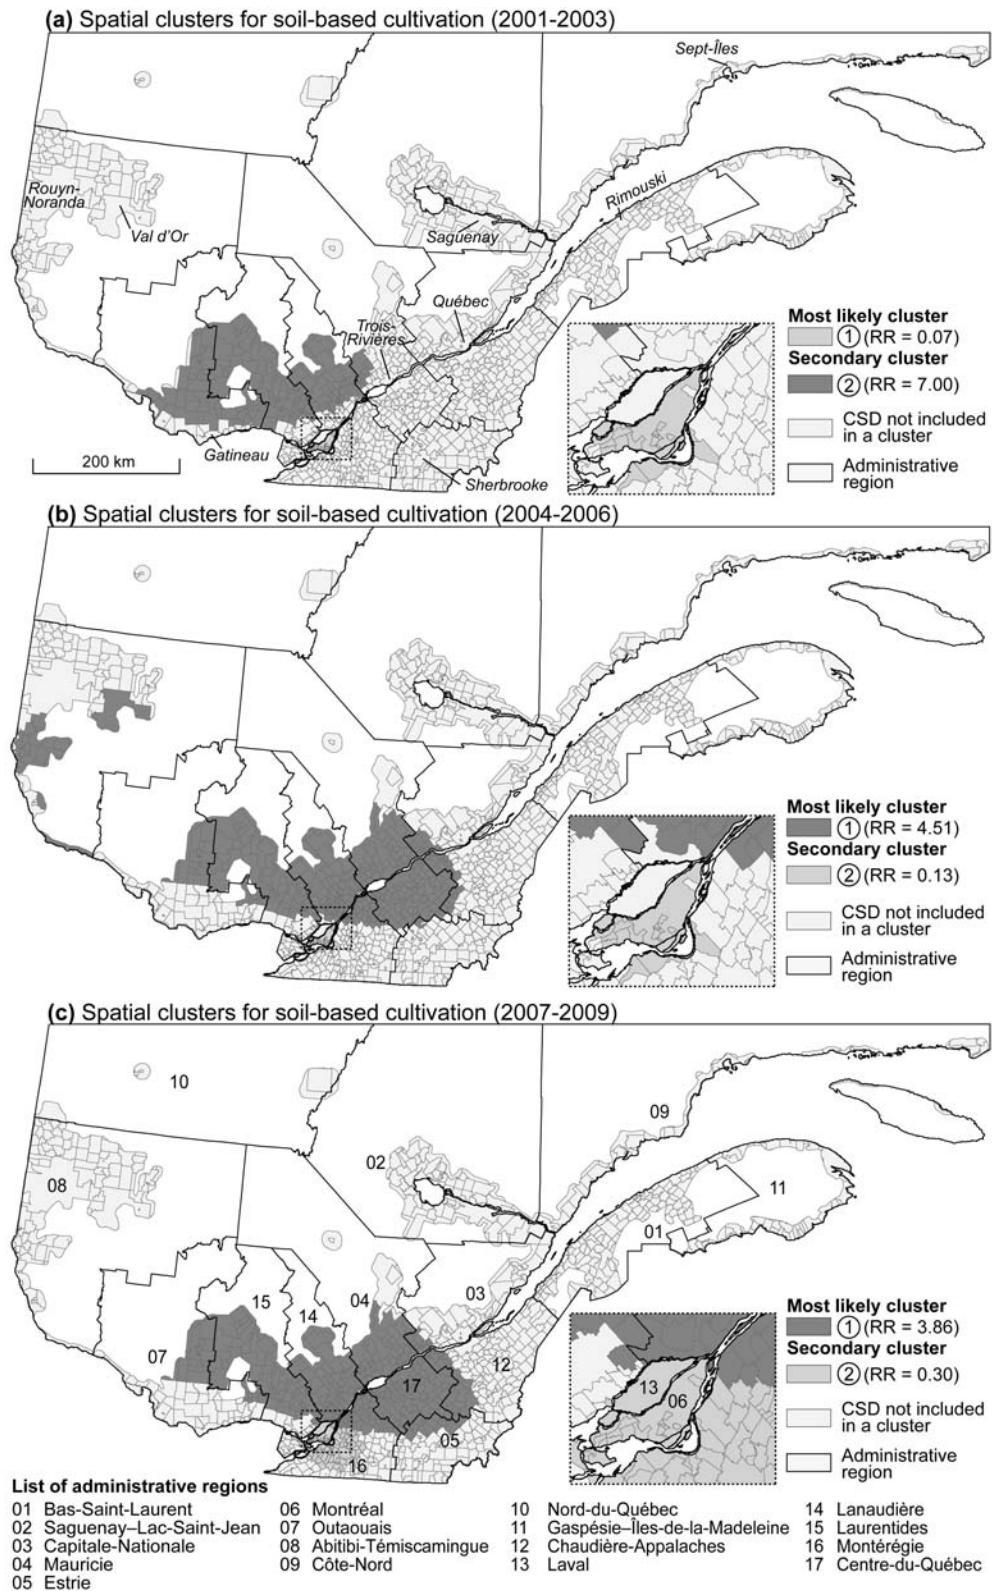 (a) Spatial clusters for soil-based cultivation (2001-2003)
Sept-Îles
Rouyn-
Noranda
Val d'Or
Saguenay
Rimouski
Québec
Trois-
Rivières
Gatineau
Sherbrooke
200 km
Most likely cluster
1 (RR = 0.07)
Secondary cluster
2 (RR = 7.00)
CSD not included
in a cluster
Administrative
region
(b) Spatial clusters for soil-based cultivation (2004-2006)
Most likely cluster
1 (RR = 4.51)
Secondary cluster
2 (RR = 0.13)
CSD not included
in a cluster
Administrative
region
(c) Spatial clusters for soil-based cultivation (2007-2009)
10
09
02
08
11
01
03
15
14
04
07
12
17
05
16
13
06
Most likely cluster
1 (RR = 3.86)
Secondary cluster
2 (RR = 0.30)
CSD not included
in a cluster
Administrative
region
List of administrative regions
01 Bas-Saint-Laurent
02 Saguenay–Lac-Saint-Jean
03 Capitale-Nationale
04 Mauricie
05 Estrie
06 Montréal
07 Outaouais
08 Abitibi-Témiscamingue
09 Côte-Nord
10 Nord-du-Québec
11 Gaspésie–Îles-de-la-Madeleine
12 Chaudière-Appalaches
13 Laval
14 Lanaudière
15 Laurentides
16 Montérégie
17 Centre-du-Québec